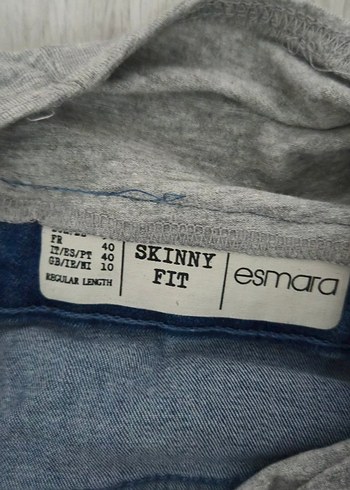 FR 40
IT/ES/PT 40
GB/IE/NI 10
REGULAR LENGTH
SKINNY
FIT
esmara